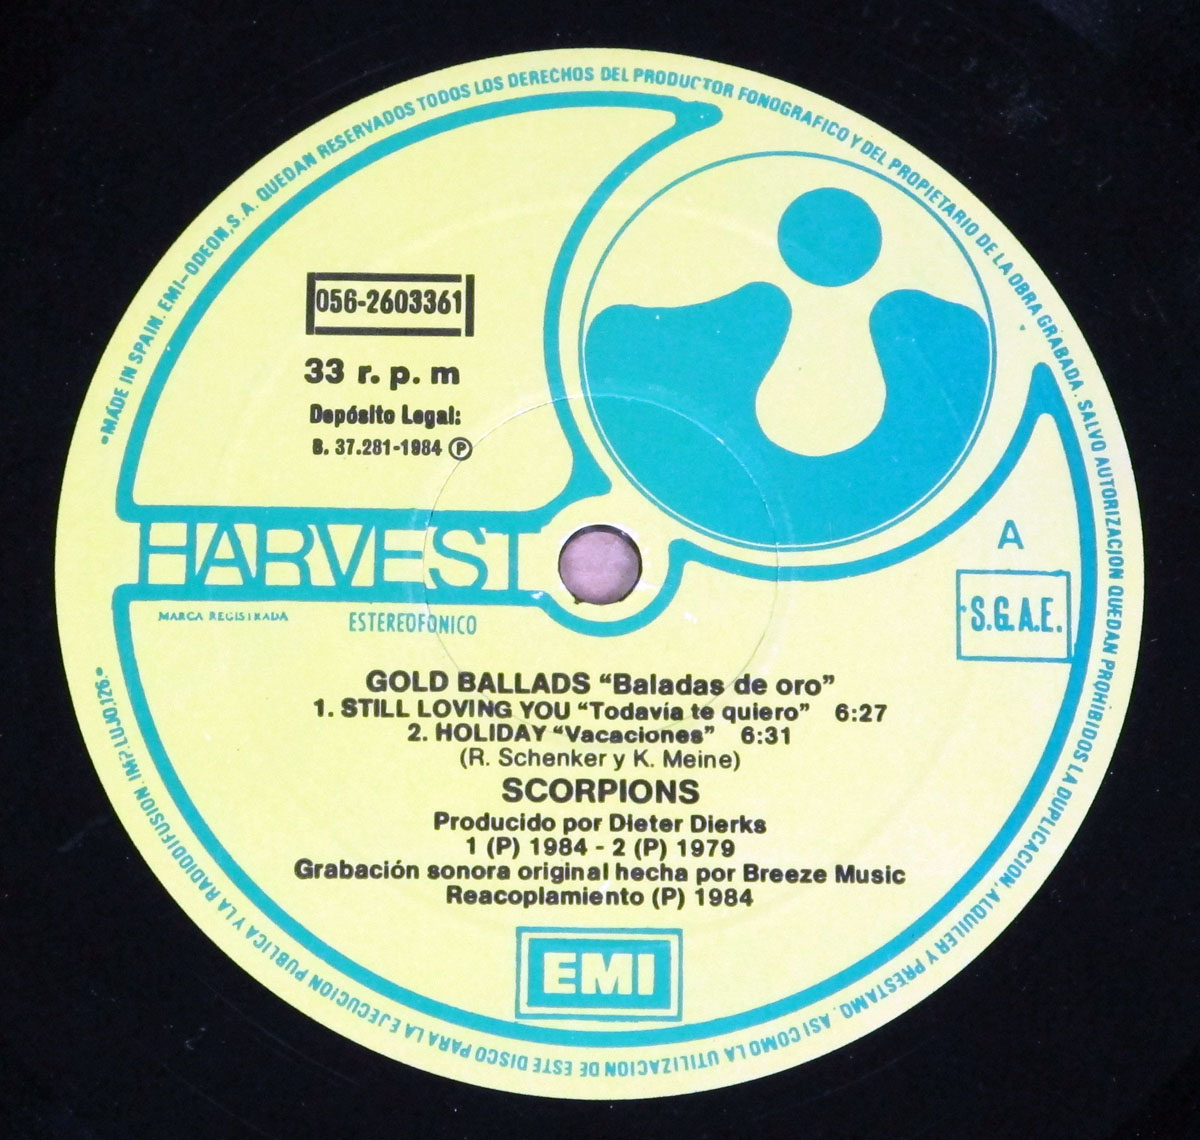 •MADE IN SPAIN. EMI-ODEON, S.A. QUEDAN RESERVADOS TODOS LOS DERECHOS DEL PRODUCTOR FONOGRAFICO Y DEL PROPIETARIO DE LA OBRA GRABADA. SALVO AUTORIZACION QUEDAN PROHIBIDOS LA DUPLICACION, ALQUILER Y PRESTAMO, ASI COMO LA UTILIZACION DE ESTE DISCO PARA LA EJECUCION PUBLICA Y LA RADIODIFUSION. IMP. LUJO, 126.•
056-2603361
33 r. p. m
Depósito Legal:
B. 37.281-1984 Ⓟ
HARVEST
MARCA REGISTRADA
ESTEREOFONICO
A
S.G.A.E.
GOLD BALLADS "Baladas de oro"
1. STILL LOVING YOU "Todavía te quiero" 6:27
2. HOLIDAY "Vacaciones" 6:31
(R. Schenker y K. Meine)
SCORPIONS
Producido por Dieter Dierks
1 (P) 1984 - 2 (P) 1979
Grabación sonora original hecha por Breeze Music
Reacoplamiento (P) 1984
EMI